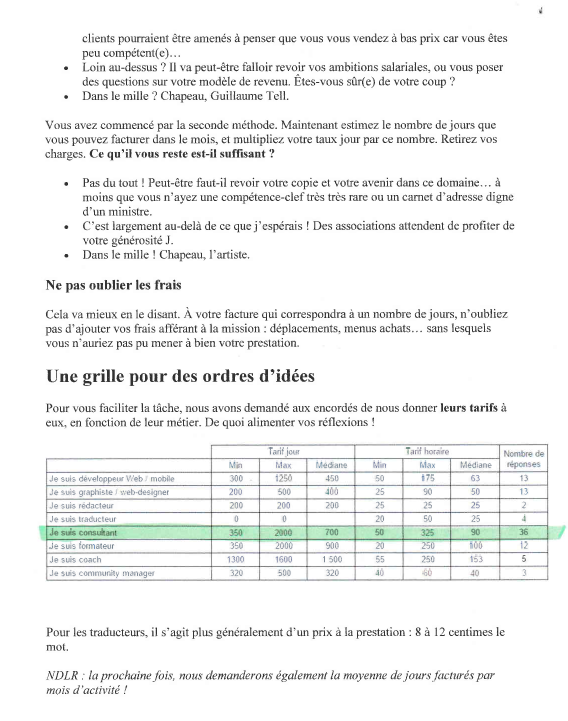 clients pourraient être amenés à penser que vous vous vendez à bas prix car vous êtes
peu compétent(e)…
• Loin au-dessus ? Il va peut-être falloir revoir vos ambitions salariales, ou vous poser
des questions sur votre modèle de revenu. Êtes-vous sûr(e) de votre coup ?
• Dans le mille ? Chapeau, Guillaume Tell.
Vous avez commencé par la seconde méthode. Maintenant estimez le nombre de jours que
vous pouvez facturer dans le mois, et multipliez votre taux jour par ce nombre. Retirez vos
charges. Ce qu'il vous reste est-il suffisant ?
• Pas du tout ! Peut-être faut-il revoir votre copie et votre avenir dans ce domaine… à
moins que vous n'ayez une compétence-clef très très rare ou un carnet d'adresse digne
d'un ministre.
• C'est largement au-delà de ce que j'espérais ! Des associations attendent de profiter de
votre générosité J.
• Dans le mille ! Chapeau, l'artiste.
Ne pas oublier les frais
Cela va mieux en le disant. À votre facture qui correspondra à un nombre de jours, n'oubliez
pas d'ajouter vos frais afférant à la mission : déplacements, menus achats… sans lesquels
vous n'auriez pas pu mener à bien votre prestation.
Une grille pour des ordres d'idées
Pour vous faciliter la tâche, nous avons demandé aux encordés de nous donner leurs tarifs à
eux, en fonction de leur métier. De quoi alimenter vos réflexions !
Tarif jour Tarif horaire Nombre de
Min Max Médiane Min Max Médiane réponses
Je suis développeur Web / mobile 300 1250 450 50 175 63 13
Je suis graphiste / web-designer 200 500 400 25 90 50 13
Je suis rédacteur 200 200 200 25 25 25 2
Je suis traducteur 0 0 20 50 25 4
Je suis consultant 350 2000 700 50 325 90 36
Je suis formateur 350 2000 900 20 250 100 12
Je suis coach 1300 1600 1 500 55 250 153 5
Je suis community manager 320 500 320 40 60 40 3
Pour les traducteurs, il s'agit plus généralement d'un prix à la prestation : 8 à 12 centimes le
mot.
NDLR : la prochaine fois, nous demanderons également la moyenne de jours facturés par
mois d'activité !